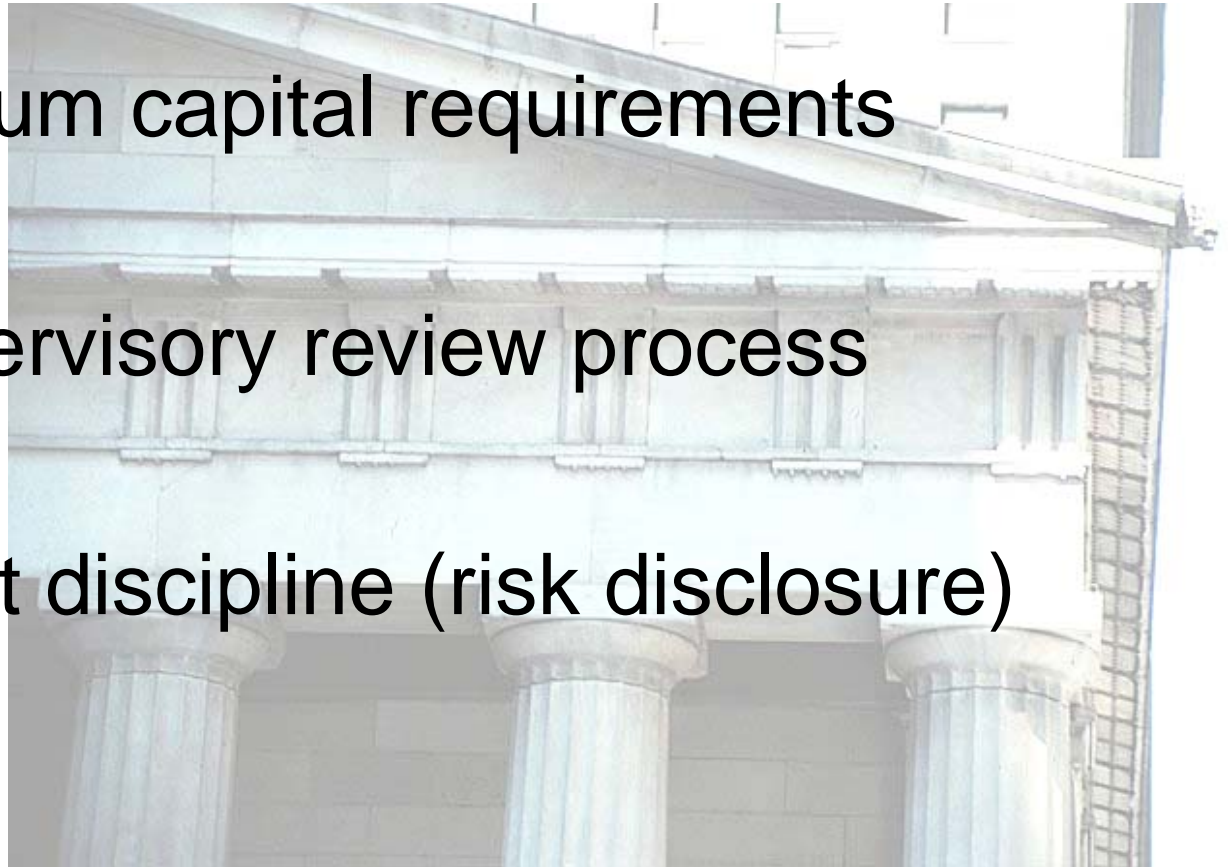 um capital requirements
ervisory review process
t discipline (risk disclosure)